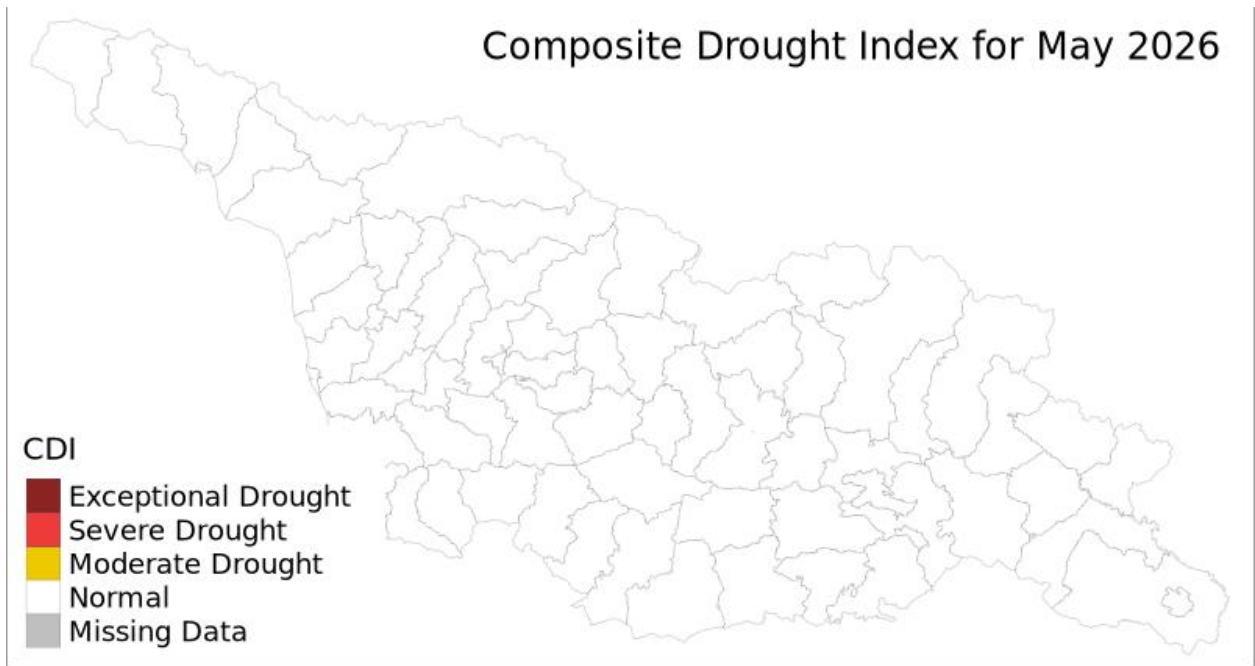 Composite Drought Index for May 2026
CDI
Exceptional Drought
Severe Drought
Moderate Drought
Normal
Missing Data